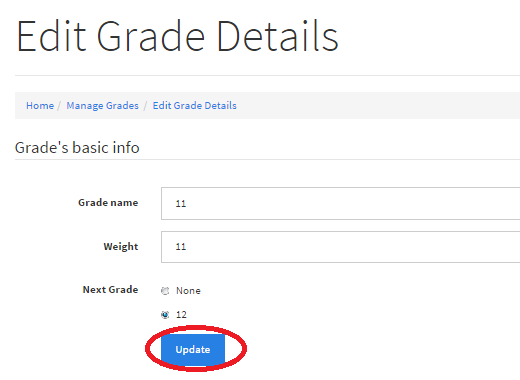 Edit Grade Details
Home / Manage Grades / Edit Grade Details
Grade's basic info
Grade name 11
Weight 11
Next Grade None
12
Update